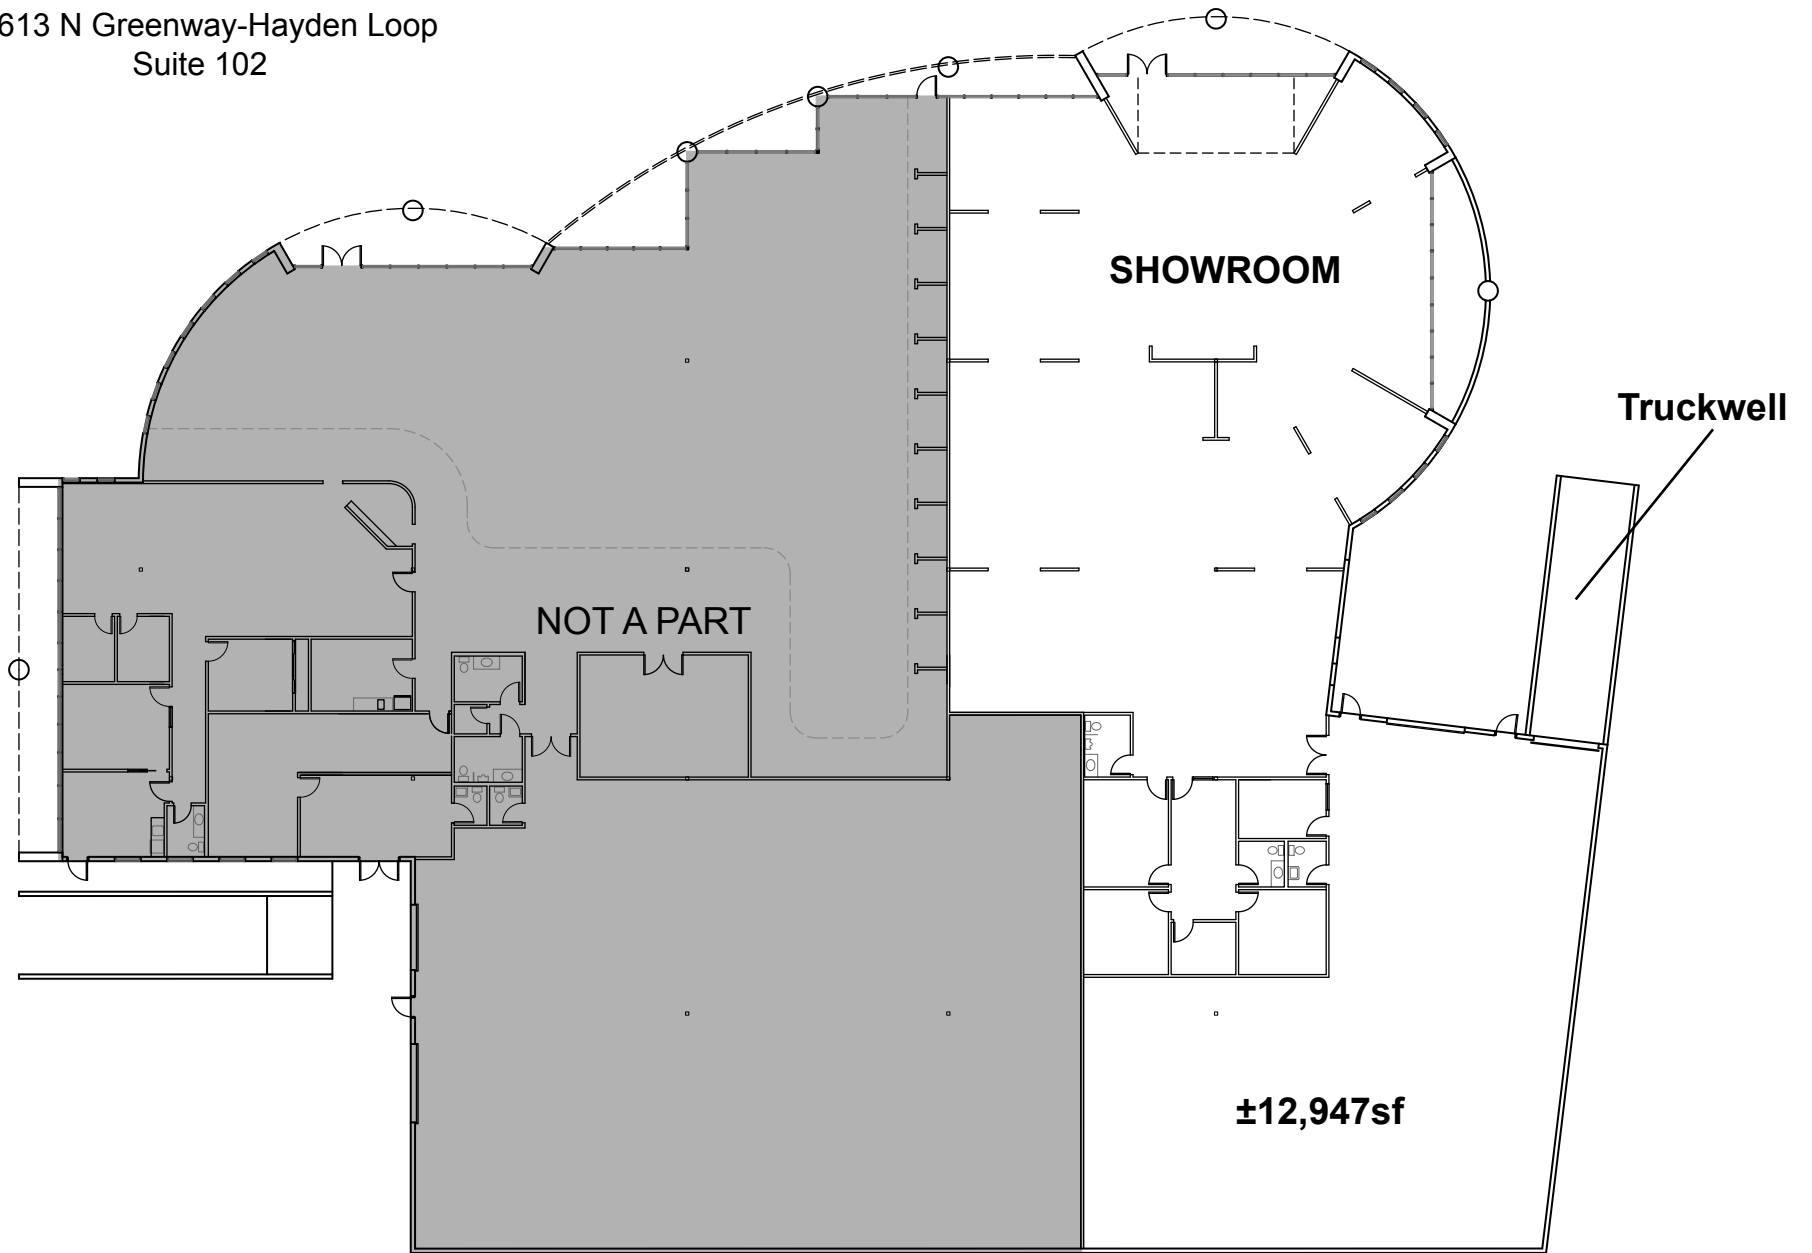 613 N Greenway-Hayden Loop
Suite 102
SHOWROOM
Truckwell
NOT A PART
±12,947sf